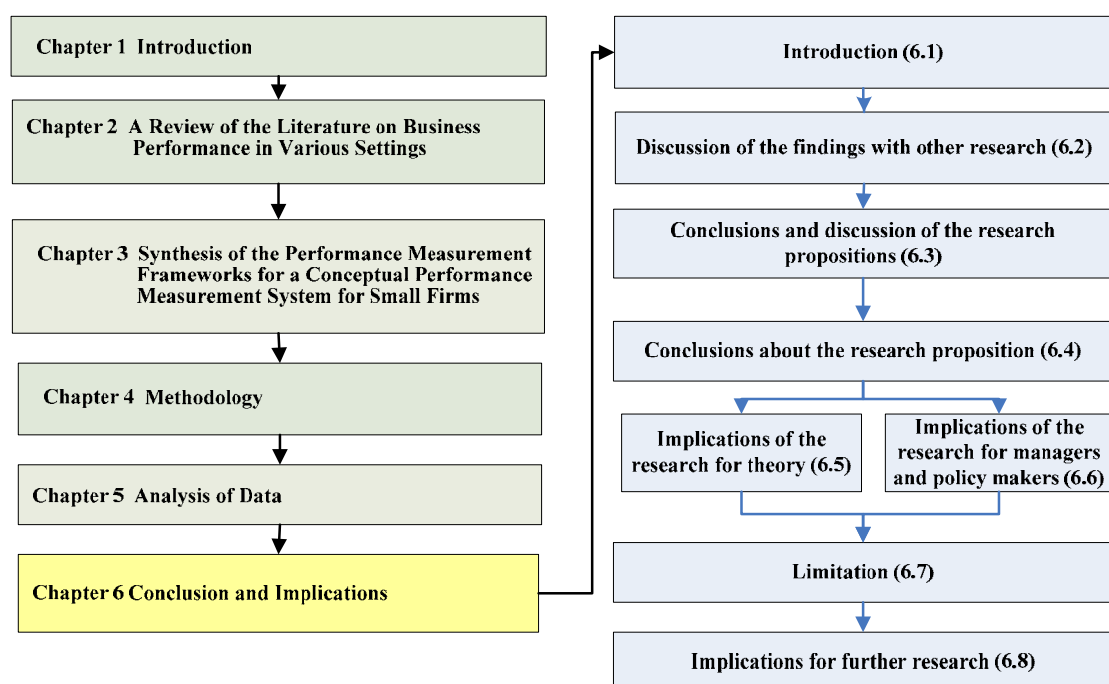 Chapter 1 Introduction
Chapter 2 A Review of the Literature on Business
Performance in Various Settings
Chapter 3 Synthesis of the Performance Measurement
Frameworks for a Conceptual Performance
Measurement System for Small Firms
Chapter 4 Methodology
Chapter 5 Analysis of Data
Chapter 6 Conclusion and Implications
Introduction (6.1)
Discussion of the findings with other research (6.2)
Conclusions and discussion of the research
propositions (6.3)
Conclusions about the research proposition (6.4)
Implications of the
research for theory (6.5)
Implications of the
research for managers
and policy makers (6.6)
Limitation (6.7)
Implications for further research (6.8)